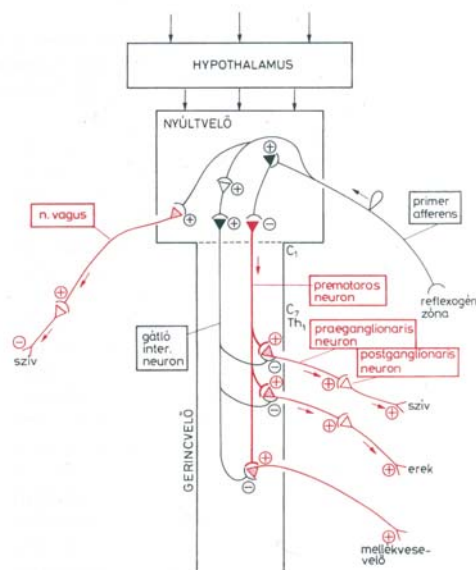 HYPOTHALAMUS
NYÚLTVELŐ
+
+
+
+
−
n. vagus
primer
afferens
C₁
reflexogén
zóna
premotoros
neuron
+
C₇
Th₁
praeganglionaris
neuron
gátló
inter.
neuron
postganglionaris
neuron
−
szív
+
−
+
+
szív
+
−
+
GERINCVELŐ
+
erek
+
−
+
mellékvese-
velő